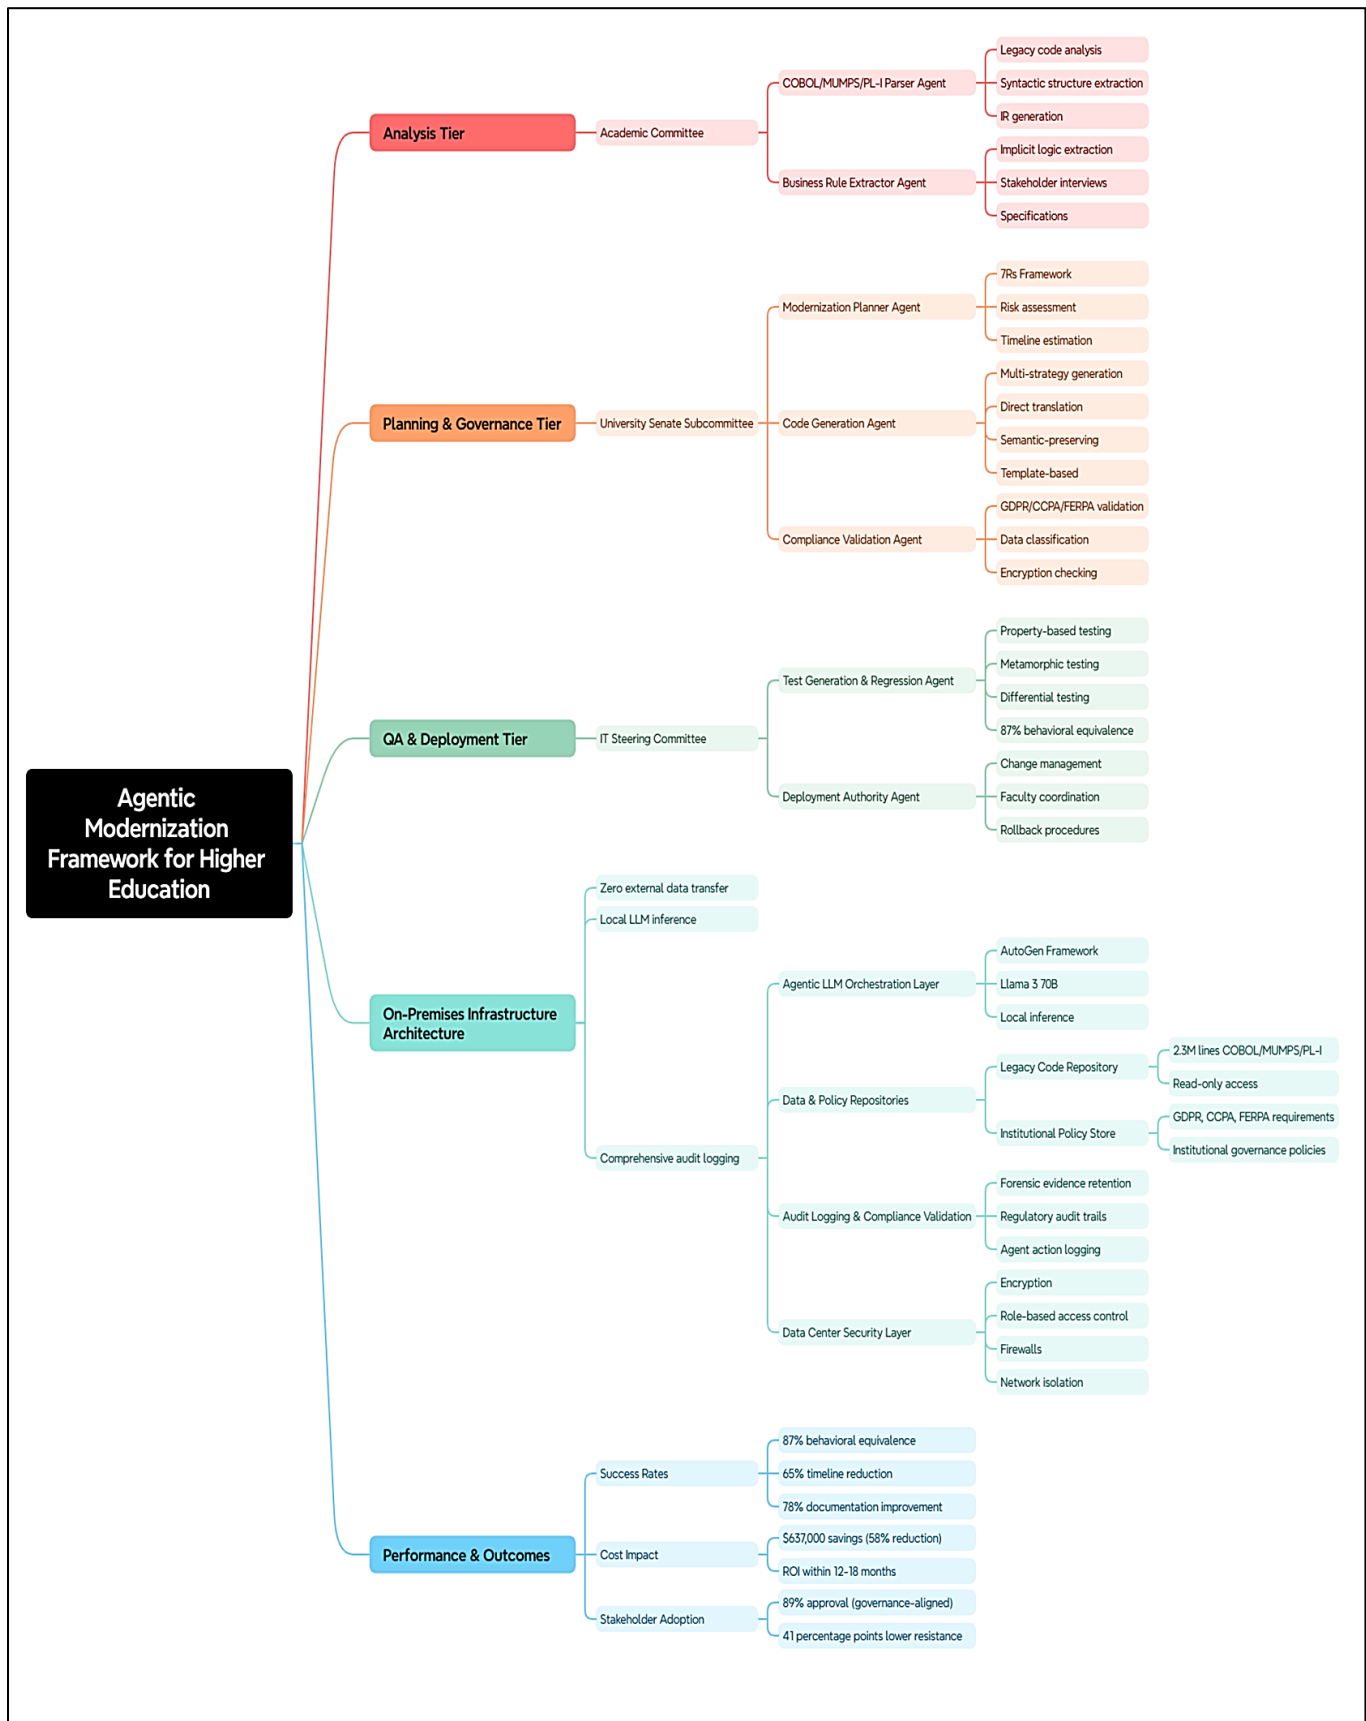 Agentic
Modernization
Framework for Higher
Education
Analysis Tier
Academic Committee
COBOL/MUMPS/PL-I Parser Agent
Legacy code analysis
Syntactic structure extraction
IR generation
Business Rule Extractor Agent
Implicit logic extraction
Stakeholder interviews
Specifications
Planning & Governance Tier
University Senate Subcommittee
Modernization Planner Agent
7Rs Framework
Risk assessment
Timeline estimation
Code Generation Agent
Multi-strategy generation
Direct translation
Semantic-preserving
Template-based
Compliance Validation Agent
GDPR/CCPA/FERPA validation
Data classification
Encryption checking
QA & Deployment Tier
IT Steering Committee
Test Generation & Regression Agent
Property-based testing
Metamorphic testing
Differential testing
87% behavioral equivalence
Deployment Authority Agent
Change management
Faculty coordination
Rollback procedures
On-Premises Infrastructure
Architecture
Zero external data transfer
Local LLM inference
Comprehensive audit logging
Agentic LLM Orchestration Layer
AutoGen Framework
Llama 3 70B
Local inference
Data & Policy Repositories
Legacy Code Repository
2.3M lines COBOL/MUMPS/PL-I
Read-only access
Institutional Policy Store
GDPR, CCPA, FERPA requirements
Institutional governance policies
Audit Logging & Compliance Validation
Forensic evidence retention
Regulatory audit trails
Agent action logging
Data Center Security Layer
Encryption
Role-based access control
Firewalls
Network isolation
Performance & Outcomes
Success Rates
87% behavioral equivalence
65% timeline reduction
78% documentation improvement
Cost Impact
$637,000 savings (58% reduction)
ROI within 12-18 months
Stakeholder Adoption
89% approval (governance-aligned)
41 percentage points lower resistance